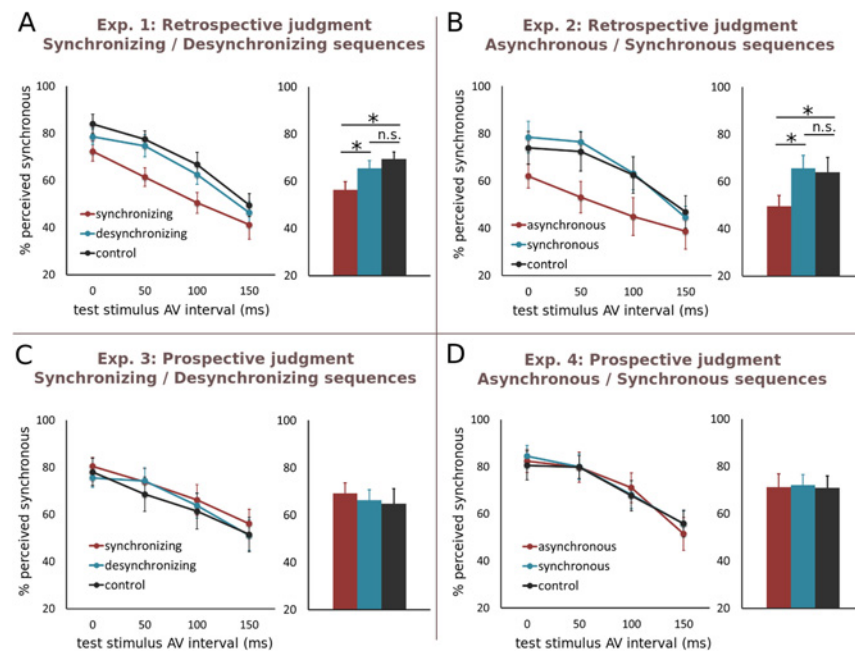 A
Exp. 1: Retrospective judgment
Synchronizing / Desynchronizing sequences
% perceived synchronous
100
80
60
40
20
synchronizing
desynchronizing
control
0 50 100 150
test stimulus AV interval (ms)
100
80
60
40
20
*
n.s.
*
B
Exp. 2: Retrospective judgment
Asynchronous / Synchronous sequences
% perceived synchronous
100
80
60
40
20
asynchronous
synchronous
control
0 50 100 150
test stimulus AV interval (ms)
100
80
60
40
20
*
n.s.
*
C
Exp. 3: Prospective judgment
Synchronizing / Desynchronizing sequences
% perceived synchronous
100
80
60
40
20
synchronizing
desynchronizing
control
0 50 100 150
test stimulus AV interval (ms)
100
80
60
40
20
D
Exp. 4: Prospective judgment
Asynchronous / Synchronous sequences
% perceived synchronous
100
80
60
40
20
asynchronous
synchronous
control
0 50 100 150
test stimulus AV interval (ms)
100
80
60
40
20